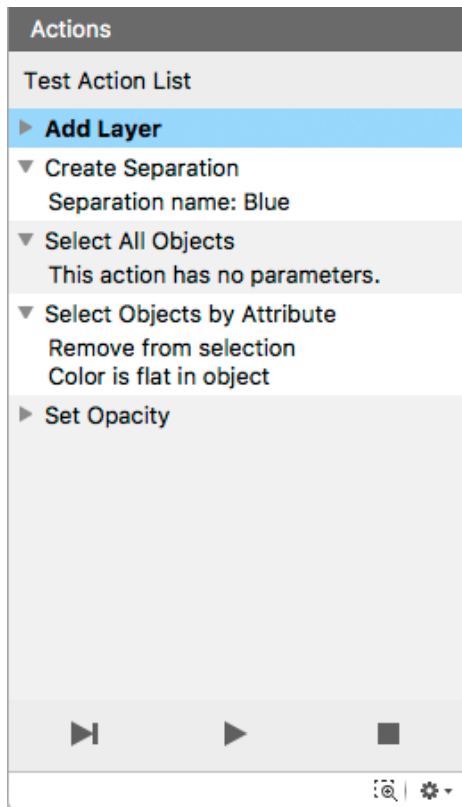 Actions
Test Action List
Add Layer
Create Separation
Separation name: Blue
Select All Objects
This action has no parameters.
Select Objects by Attribute
Remove from selection
Color is flat in object
Set Opacity